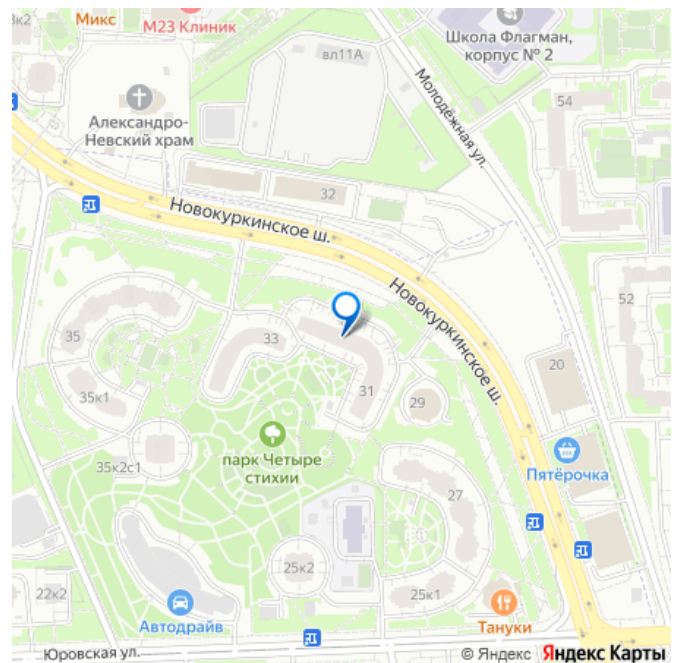 23к2
Микс
М23 Клиник
Школа Флагман,
корпус № 2
вл11А
Молодёжная ул.
54
Александро-
Невский храм
32
Новокуркинское ш.
Новокуркинское ш.
52
35
33
20
35к1
31
29
парк Четыре
стихии
35к2с1
Пятёрочка
27
25к2
22к2
25к1
Автодрайв
Тануки
Юровская ул.
© Яндекс Яндекс Карты